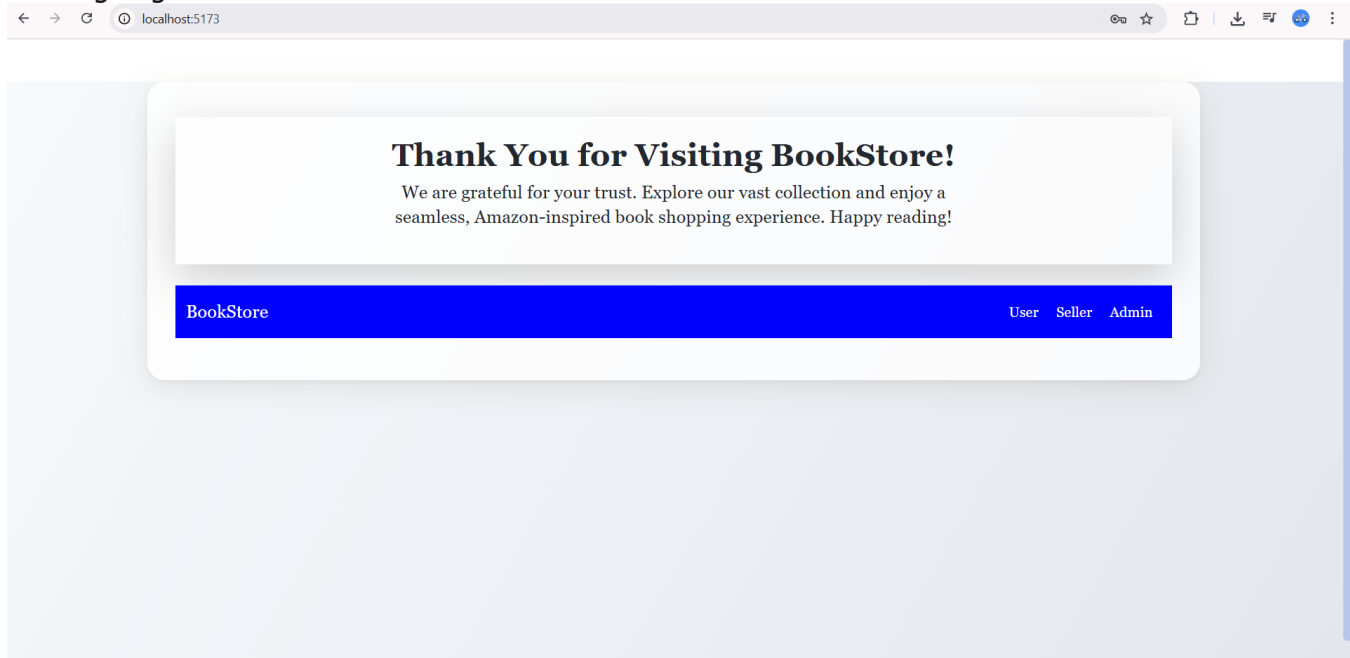 localhost:5173
Thank You for Visiting BookStore!
We are grateful for your trust. Explore our vast collection and enjoy a
seamless, Amazon-inspired book shopping experience. Happy reading!
BookStore User Seller Admin